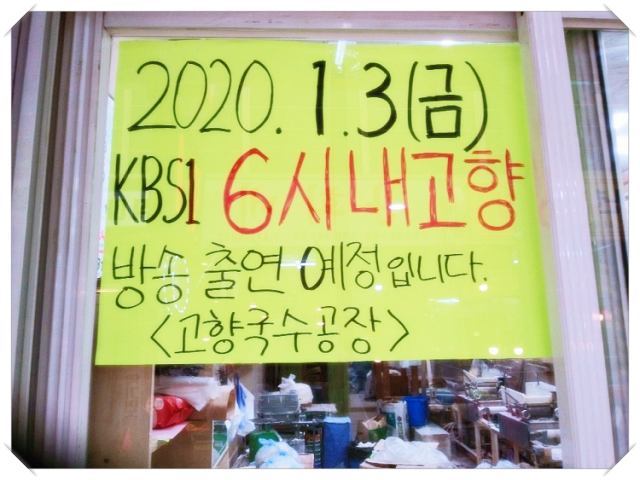 2020. 1. 3 (금)
KBS1 6시내고향
방송 출연 예정입니다.
<고향국수공장>